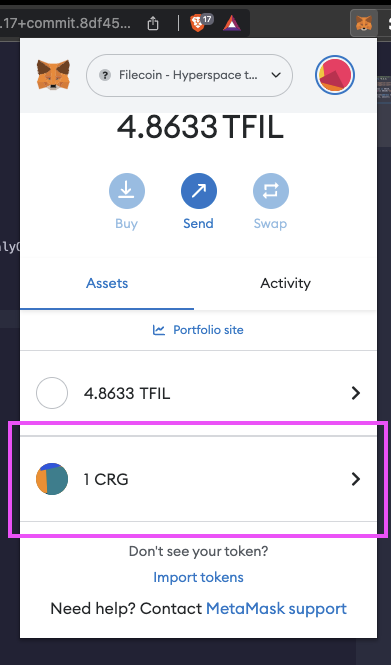 .17+commit.8df45...
17
? Filecoin - Hyperspace t...
4.8633 TFIL
Buy
Send
Swap
Assets
Activity
Portfolio site
4.8633 TFIL
1 CRG
Don't see your token?
Import tokens
Need help? Contact MetaMask support